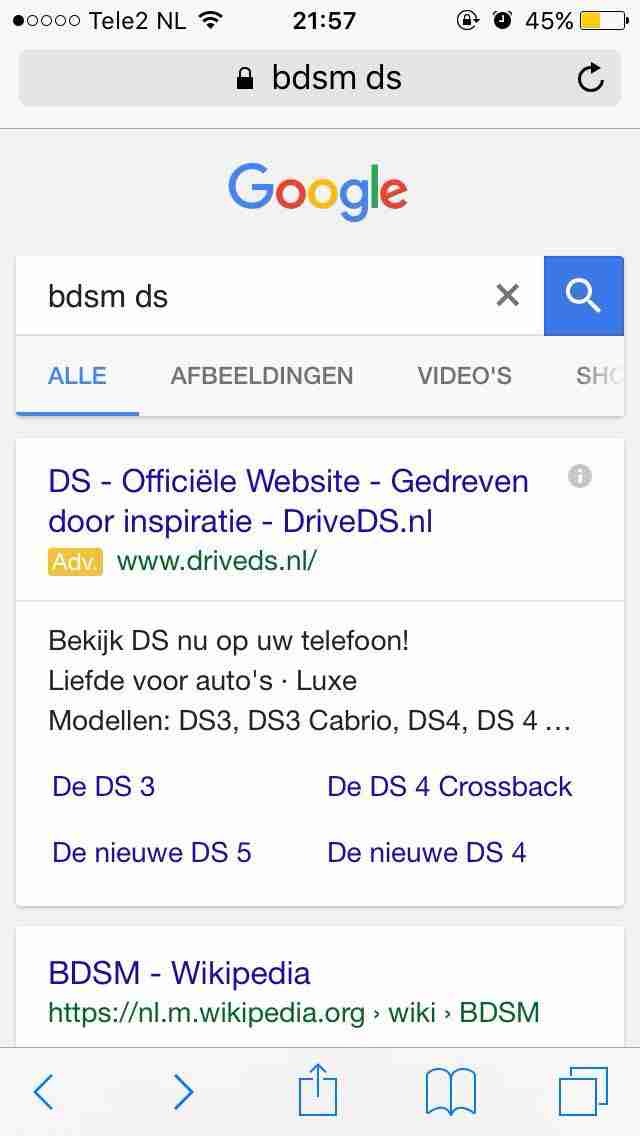 Tele2 NL 21:57 45%
bdsm ds
Google
bdsm ds
ALLE AFBEELDINGEN VIDEO'S SHO
DS - Officiële Website - Gedreven
door inspiratie - DriveDS.nl
Adv. www.driveds.nl/
Bekijk DS nu op uw telefoon!
Liefde voor auto's · Luxe
Modellen: DS3, DS3 Cabrio, DS4, DS 4 ...
De DS 3 De DS 4 Crossback
De nieuwe DS 5 De nieuwe DS 4
BDSM - Wikipedia
https://nl.m.wikipedia.org › wiki › BDSM